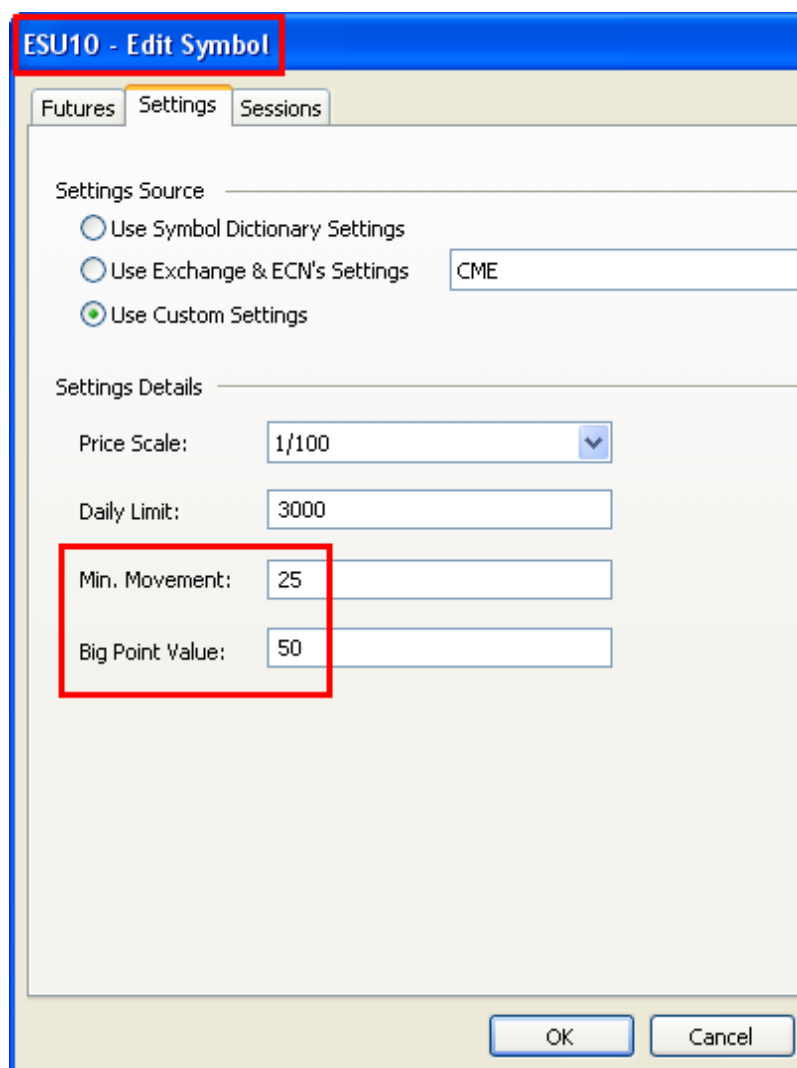 ESU10 - Edit Symbol
Futures Settings Sessions
Settings Source
Use Symbol Dictionary Settings
Use Exchange & ECN's Settings CME
Use Custom Settings
Settings Details
Price Scale: 1/100
Daily Limit: 3000
Min. Movement: 25
Big Point Value: 50
OK Cancel